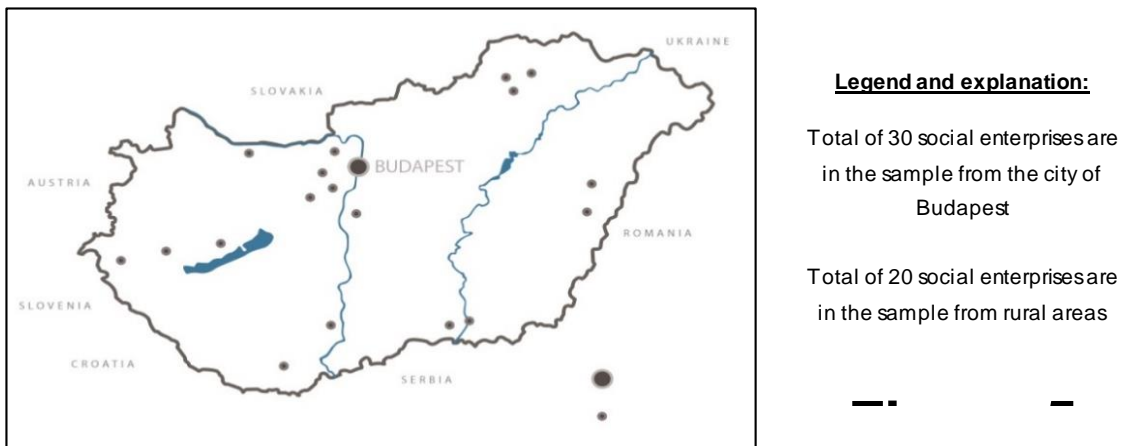 UKRAINE
SLOVAKIA
BUDAPEST
AUSTRIA
ROMANIA
SLOVENIA
CROATIA
SERBIA
Legend and explanation:
Total of 30 social enterprises are
in the sample from the city of
Budapest
Total of 20 social enterprises are
in the sample from rural areas